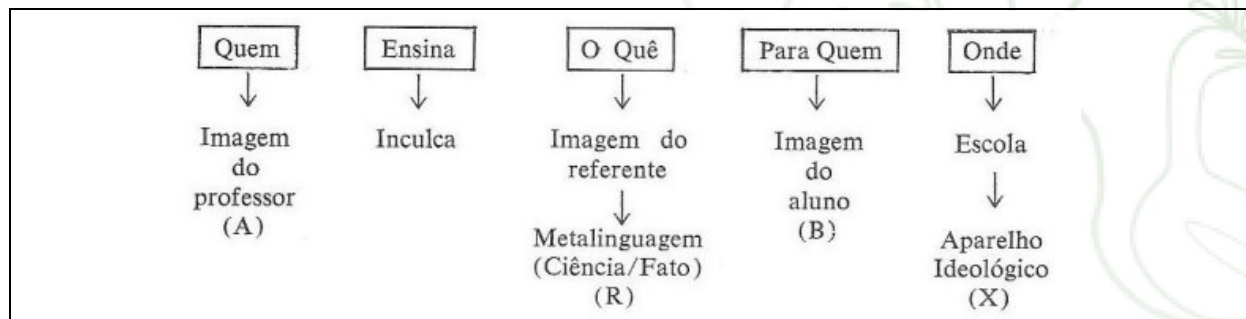 Quem Ensina O Quê Para Quem Onde
Imagem
do
professor
(A)
Inculca
Imagem do
referente
Metalinguagem
(Ciência/Fato)
(R)
Imagem
do
aluno
(B)
Escola
Aparelho
Ideológico
(X)